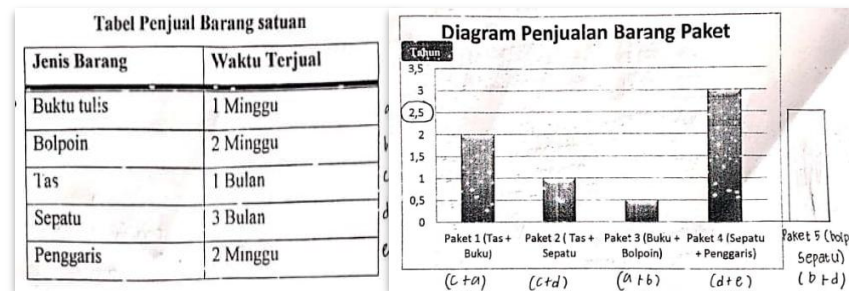 Tabel Penjual Barang satuan
Jenis Barang Waktu Terjual
Buktu tulis 1 Minggu
Bolpoin 2 Minggu
Tas 1 Bulan
Sepatu 3 Bulan
Penggaris 2 Minggu
a
b
c
d
e
Diagram Penjualan Barang Paket
Tahun
3,5
3
2,5
2
1,5
1
0,5
0
Paket 1 (Tas + Buku)
Paket 2 ( Tas + Sepatu
Paket 3 (Buku + Bolpoin)
Paket 4 (Sepatu + Penggaris)
Paket 5 (bolp
Sepatu)
(c+a) (c+d) (a+b) (d+e) (b+d)